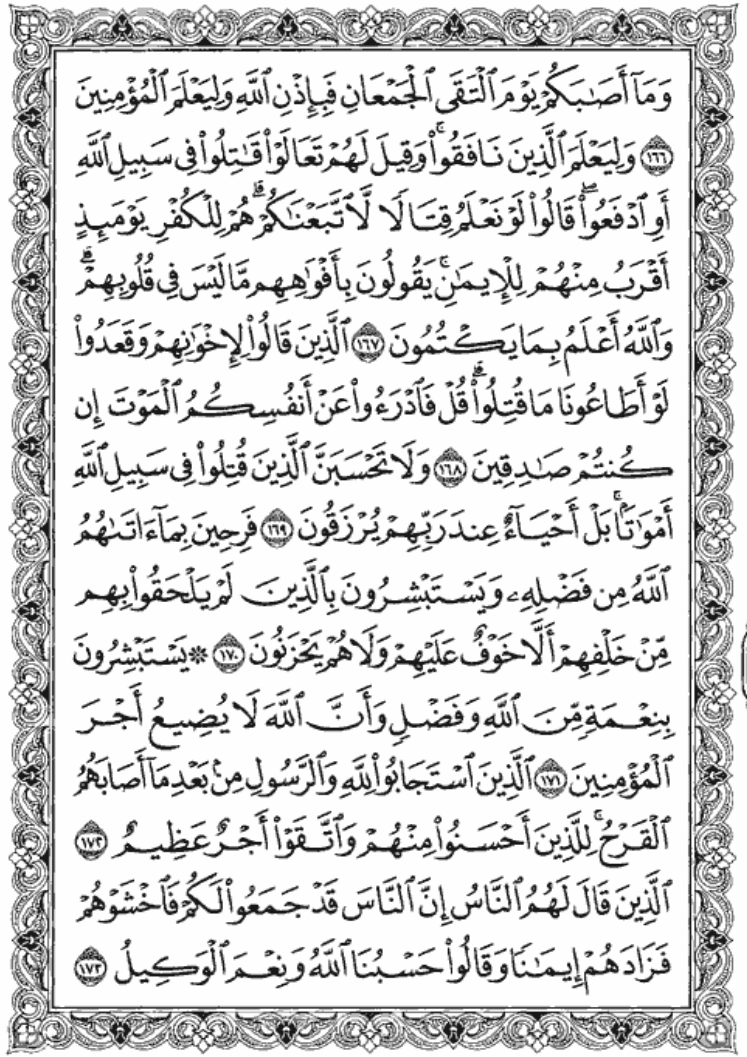 وَمَآ أَصَٰبَكُمْ يَوْمَ ٱلْتَقَى ٱلْجَمْعَانِ فَبِإِذْنِ ٱللَّهِ وَلِيَعْلَمَ ٱلْمُؤْمِنِينَ
١٦٦ وَلِيَعْلَمَ ٱلَّذِينَ نَافَقُوا۟ۚ وَقِيلَ لَهُمْ تَعَالَوْا۟ قَٰتِلُوا۟ فِى سَبِيلِ ٱللَّهِ
أَوِ ٱدْفَعُوا۟ۖ قَالُوا۟ لَوْ نَعْلَمُ قِتَالًا لَّٱتَّبَعْنَٰكُمْۗ هُمْ لِلْكُفْرِ يَوْمَئِذٍ
أَقْرَبُ مِنْهُمْ لِلْإِيمَٰنِۚ يَقُولُونَ بِأَفْوَٰهِهِم مَّا لَيْسَ فِى قُلُوبِهِمْۗ
وَٱللَّهُ أَعْلَمُ بِمَا يَكْتُمُونَ ١٦٧ ٱلَّذِينَ قَالُوا۟ لِإِخْوَٰنِهِمْ وَقَعَدُوا۟
لَوْ أَطَاعُونَا مَا قُتِلُوا۟ۗ قُلْ فَٱدْرَءُوا۟ عَنْ أَنفُسِكُمُ ٱلْمَوْتَ إِن
كُنتُمْ صَٰدِقِينَ ١٦٨ وَلَا تَحْسَبَنَّ ٱلَّذِينَ قُتِلُوا۟ فِى سَبِيلِ ٱللَّهِ
أَمْوَٰتًۢاۚ بَلْ أَحْيَآءٌ عِندَ رَبِّهِمْ يُرْزَقُونَ ١٦٩ فَرِحِينَ بِمَآ ءَاتَىٰهُمُ
ٱللَّهُ مِن فَضْلِهِۦ وَيَسْتَبْشِرُونَ بِٱلَّذِينَ لَمْ يَلْحَقُوا۟ بِهِم
مِّنْ خَلْفِهِمْ أَلَّا خَوْفٌ عَلَيْهِمْ وَلَا هُمْ يَحْزَنُونَ ١٧٠ ۞ يَسْتَبْشِرُونَ
بِنِعْمَةٍ مِّنَ ٱللَّهِ وَفَضْلٍ وَأَنَّ ٱللَّهَ لَا يُضِيعُ أَجْرَ
ٱلْمُؤْمِنِينَ ١٧١ ٱلَّذِينَ ٱسْتَجَابُوا۟ لِلَّهِ وَٱلرَّسُولِ مِنۢ بَعْدِ مَآ أَصَابَهُمُ
ٱلْقَرْحُۚ لِلَّذِينَ أَحْسَنُوا۟ مِنْهُمْ وَٱتَّقَوْا۟ أَجْرٌ عَظِيمٌ ١٧٢
ٱلَّذِينَ قَالَ لَهُمُ ٱلنَّاسُ إِنَّ ٱلنَّاسَ قَدْ جَمَعُوا۟ لَكُمْ فَٱخْشَوْهُمْ
فَزَادَهُمْ إِيمَٰنًا وَقَالُوا۟ حَسْبُنَا ٱللَّهُ وَنِعْمَ ٱلْوَكِيلُ ١٧٣